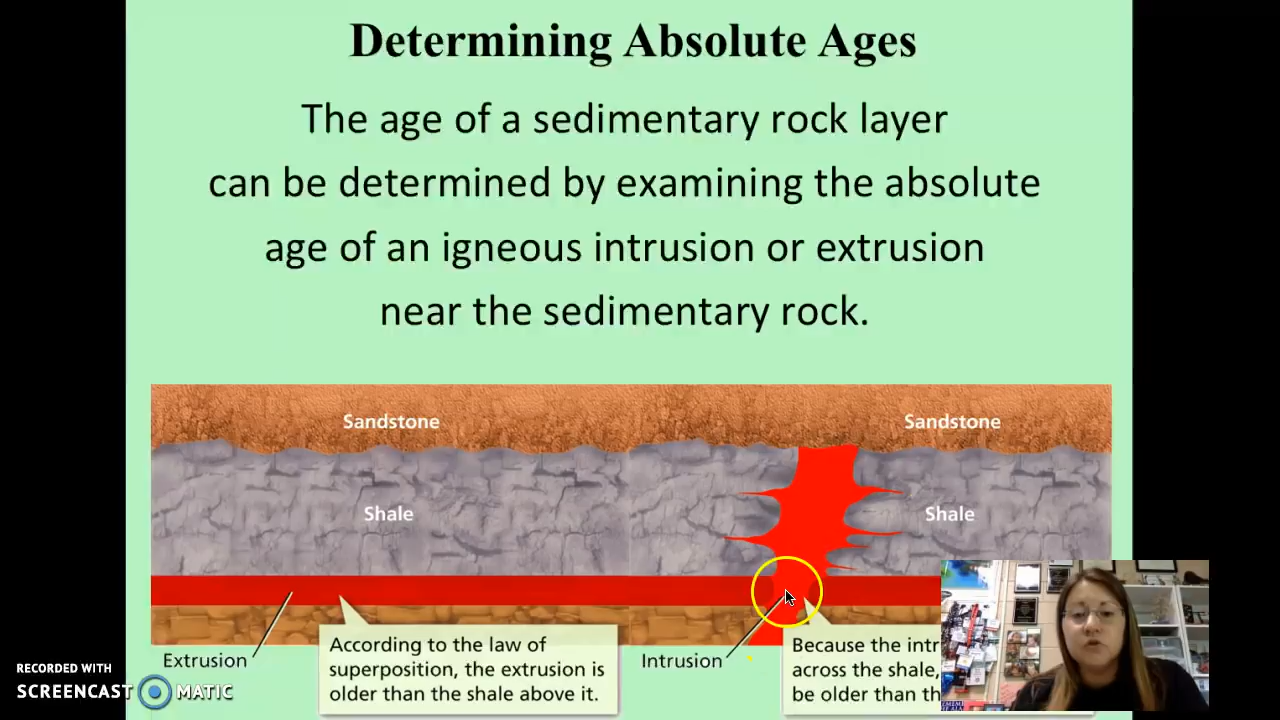 Determining Absolute Ages
The age of a sedimentary rock layer
can be determined by examining the absolute
age of an igneous intrusion or extrusion
near the sedimentary rock.
Sandstone
Sandstone
Shale
Shale
Extrusion
According to the law of
superposition, the extrusion is
older than the shale above it.
Intrusion
Because the intr
across the shale,
be older than th
RECORDED WITH
SCREENCAST MATIC